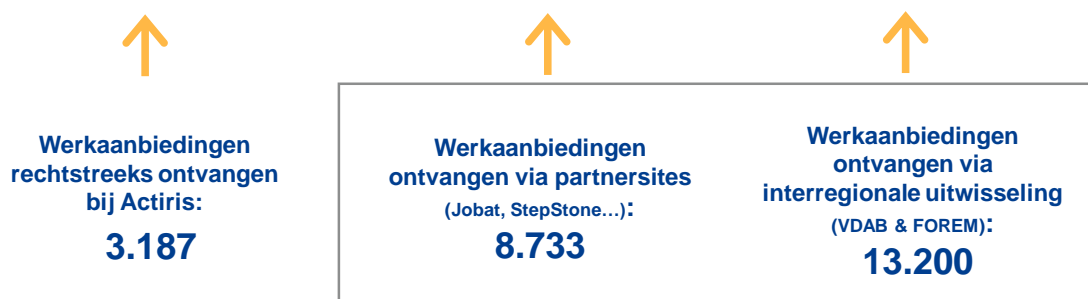 Werkaanbiedingen
rechtstreeks ontvangen
bij Actiris:
3.187
Werkaanbiedingen
ontvangen via partnersites
(Jobat, StepStone…):
8.733
Werkaanbiedingen
ontvangen via
interregionale uitwisseling
(VDAB & FOREM):
13.200